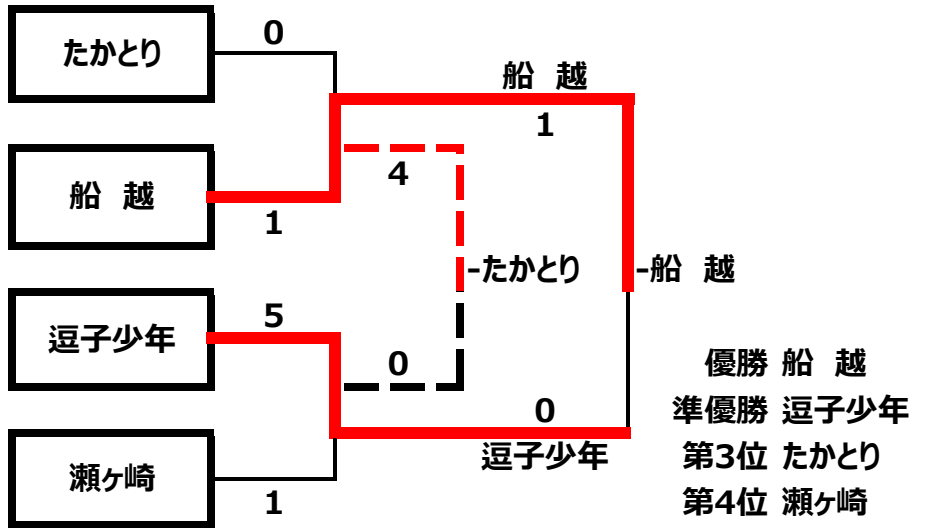 たかとり
0
船 越
1
船 越
1
4
-たかとり
-船 越
逗子少年
5
0
0
逗子少年
瀬ヶ崎
1
優勝 船 越
準優勝 逗子少年
第3位 たかとり
第4位 瀬ヶ崎